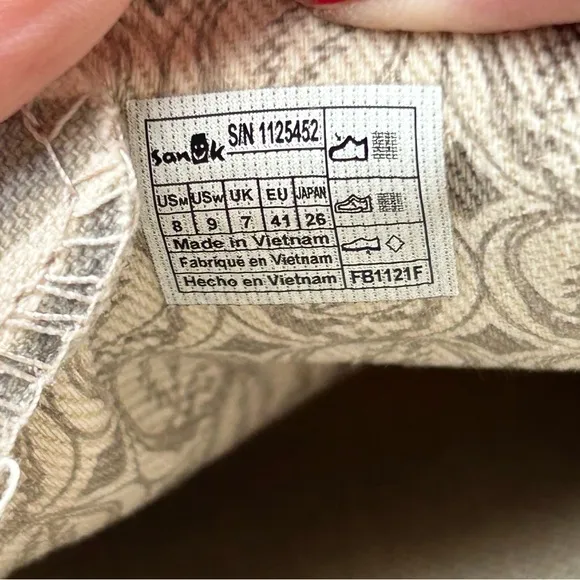 Sanuk S/N 1125452
USM USW UK EU JAPAN
8 9 7 41 26
Made in Vietnam
Fabriqué en Vietnam
Hecho en Vietnam FB1121F